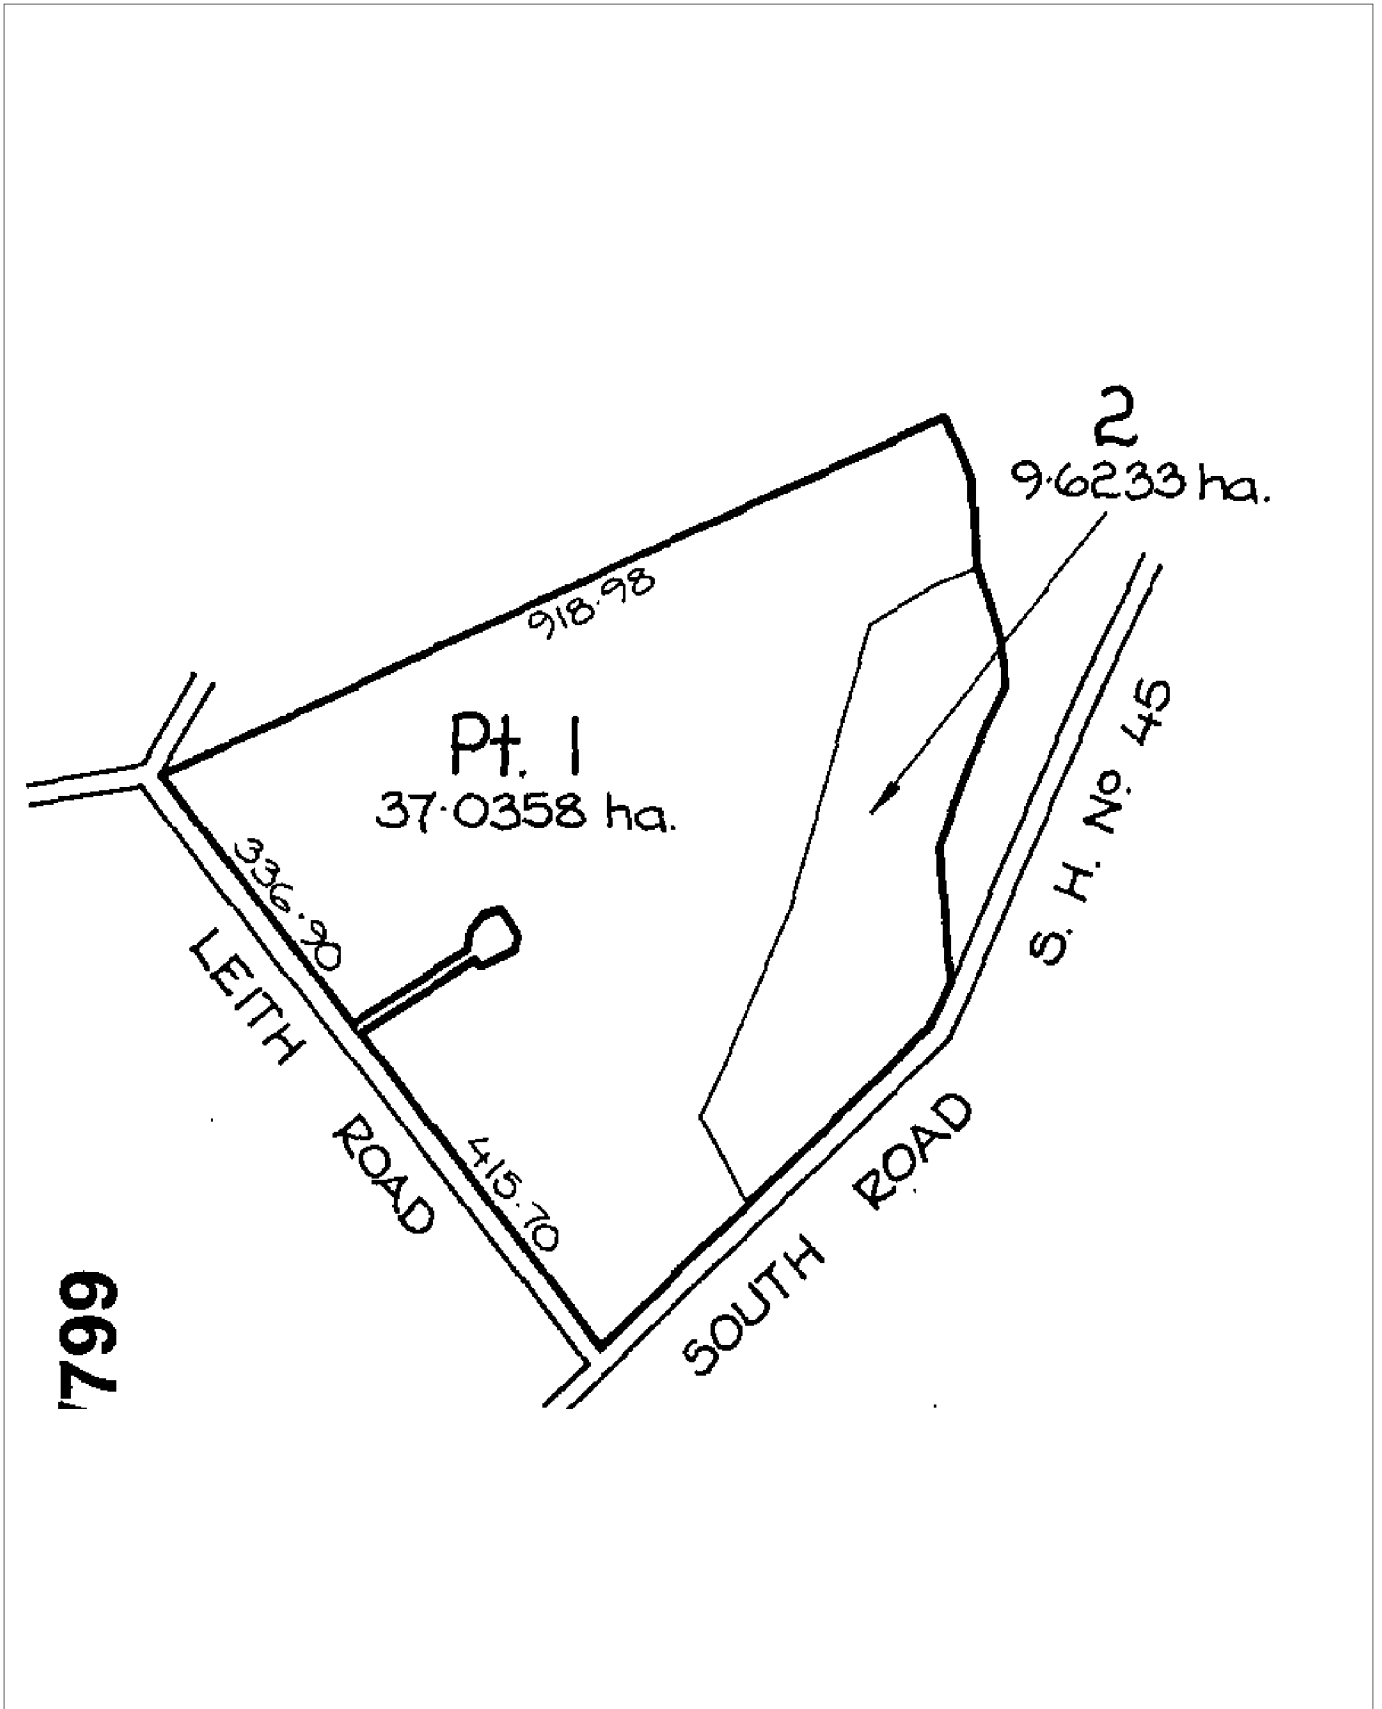 2
9.6233 ha.
918.98
Pt. 1
37.0358 ha.
S. H. No. 45
336.90
LEITH ROAD
415.70
SOUTH ROAD
799